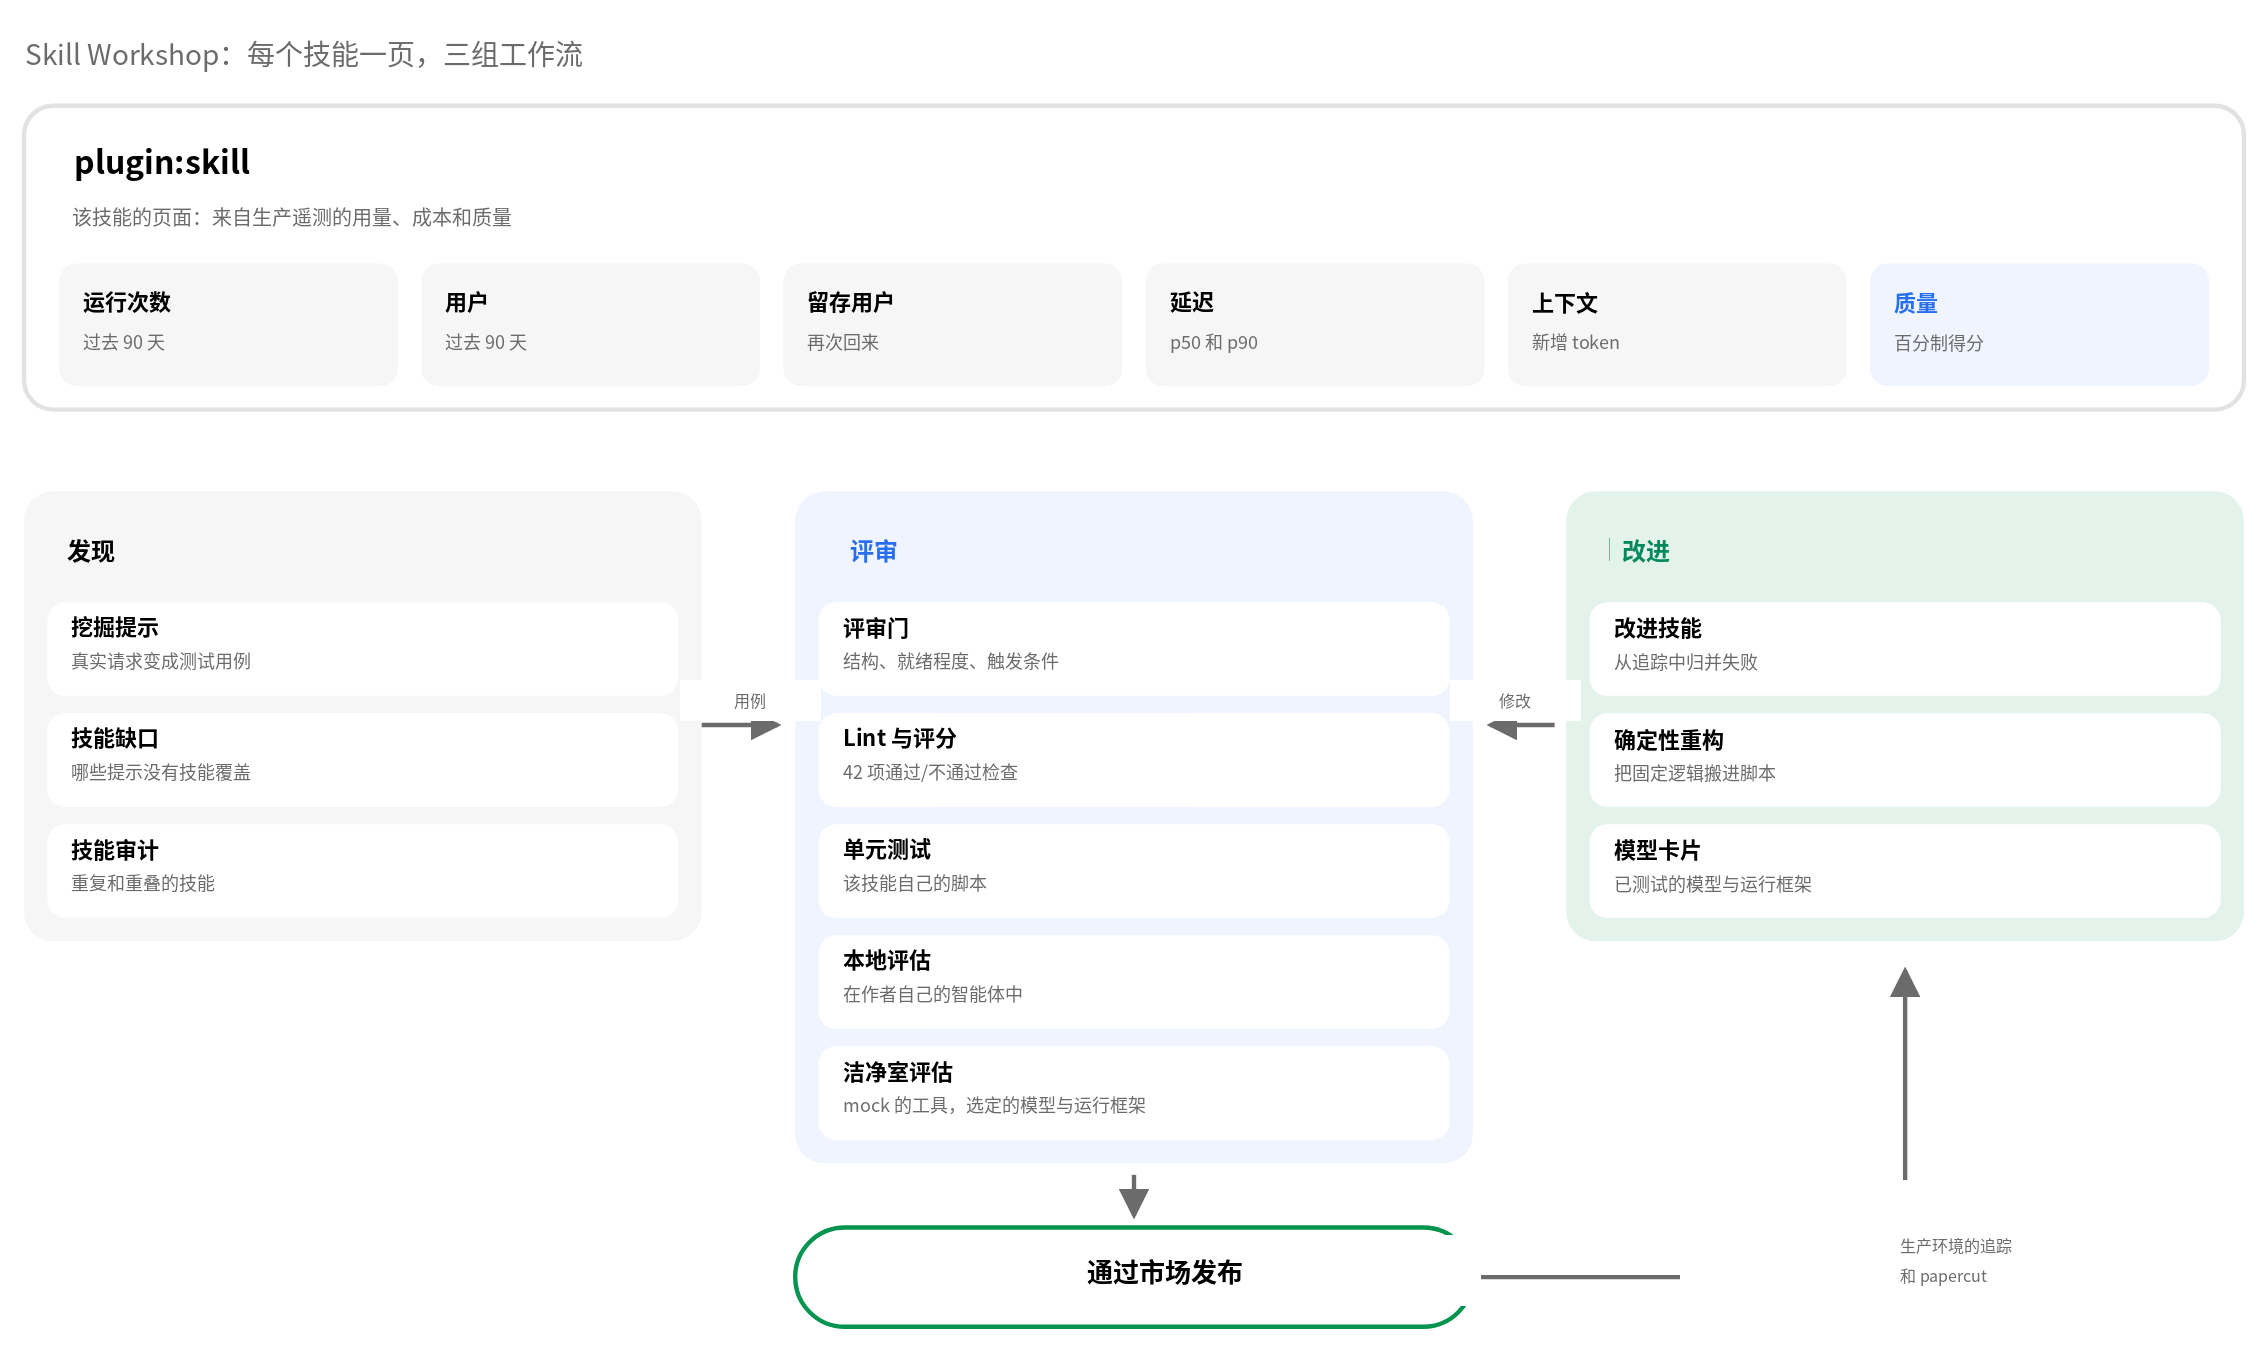 Skill Workshop：每个技能一页，三组工作流
plugin:skill
该技能的页面：来自生产遥测的用量、成本和质量
运行次数
过去 90 天
用户
过去 90 天
留存用户
再次回来
延迟
p50 和 p90
上下文
新增 token
质量
百分制得分
发现
挖掘提示
真实请求变成测试用例
技能缺口
哪些提示没有技能覆盖
技能审计
重复和重叠的技能
用例
评审
评审门
结构、就绪程度、触发条件
Lint 与评分
42 项通过/不通过检查
单元测试
该技能自己的脚本
本地评估
在作者自己的智能体中
洁净室评估
mock 的工具，选定的模型与运行框架
修改
改进
改进技能
从追踪中归并失败
确定性重构
把固定逻辑搬进脚本
模型卡片
已测试的模型与运行框架
通过市场发布
生产环境的追踪
和 papercut